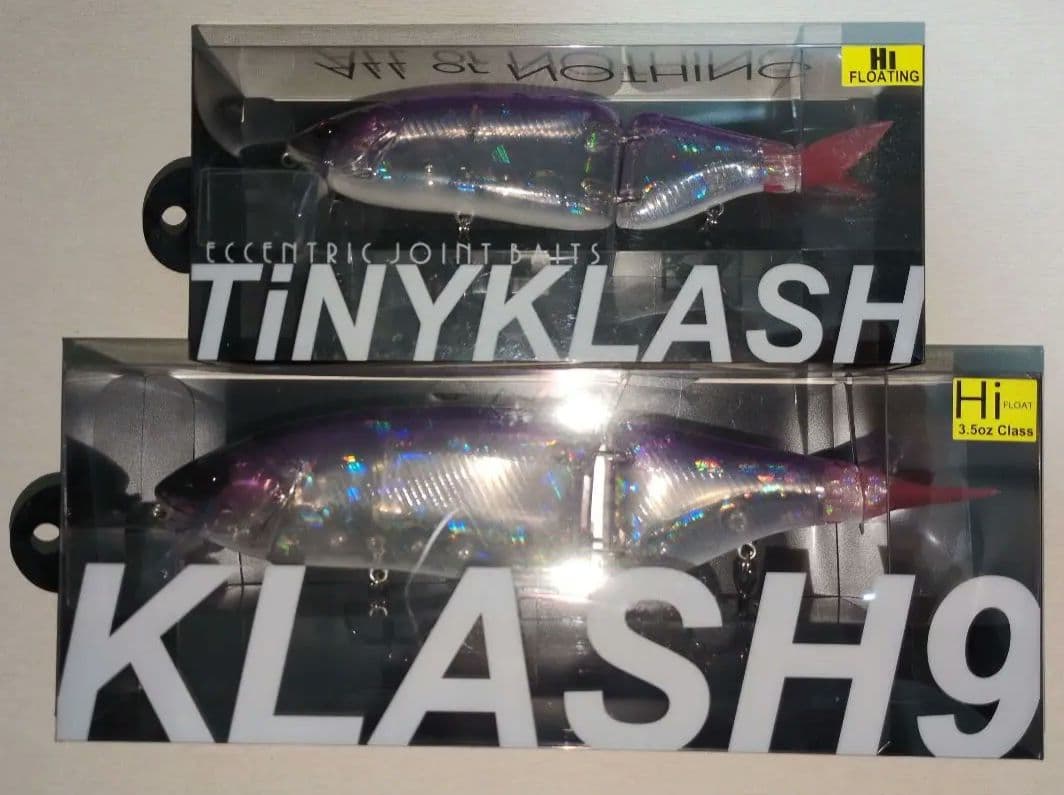 ALL or NOTHING
Hi
FLOATING
ECCENTRIC JOINT BAITS
TiNYKLASH
Hi FLOAT
3.5oz Class
KLASH9